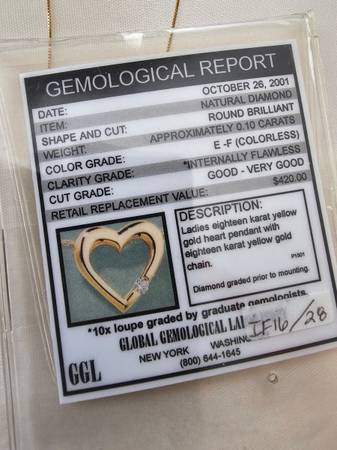 GEMOLOGICAL REPORT
DATE: OCTOBER 26, 2001
ITEM: NATURAL DIAMOND
SHAPE AND CUT: ROUND BRILLIANT
WEIGHT: APPROXIMATELY 0.10 CARATS
COLOR GRADE: E -F (COLORLESS)
CLARITY GRADE: *INTERNALLY FLAWLESS
CUT GRADE: GOOD - VERY GOOD
RETAIL REPLACEMENT VALUE: $420.00
DESCRIPTION:
Ladies eighteen karat yellow
gold heart pendant with
eighteen karat yellow gold
chain.
P1501
Diamond graded prior to mounting.
*10x loupe graded by graduate gemologists.
GLOBAL GEMOLOGICAL
NEW YORK
(800) 644-1645
GGL
IF16/28